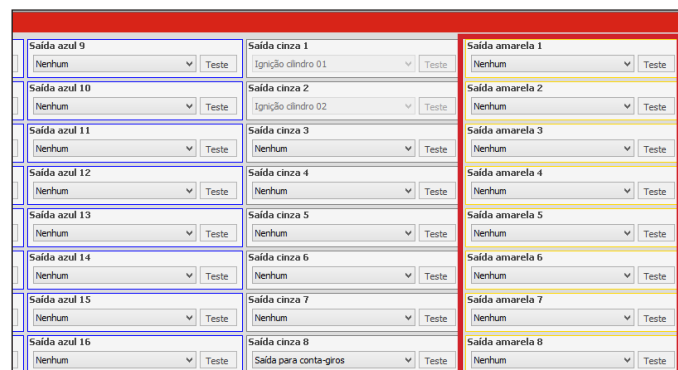 Saída azul 9 Saída cinza 1 Saída amarela 1
Nenhum Teste Ignição cilindro 01 Teste Nenhum Teste
Saída azul 10 Saída cinza 2 Saída amarela 2
Nenhum Teste Ignição cilindro 02 Teste Nenhum Teste
Saída azul 11 Saída cinza 3 Saída amarela 3
Nenhum Teste Nenhum Teste Nenhum Teste
Saída azul 12 Saída cinza 4 Saída amarela 4
Nenhum Teste Nenhum Teste Nenhum Teste
Saída azul 13 Saída cinza 5 Saída amarela 5
Nenhum Teste Nenhum Teste Nenhum Teste
Saída azul 14 Saída cinza 6 Saída amarela 6
Nenhum Teste Nenhum Teste Nenhum Teste
Saída azul 15 Saída cinza 7 Saída amarela 7
Nenhum Teste Nenhum Teste Nenhum Teste
Saída azul 16 Saída cinza 8 Saída amarela 8
Nenhum Teste Saída para conta-giros Teste Nenhum Teste